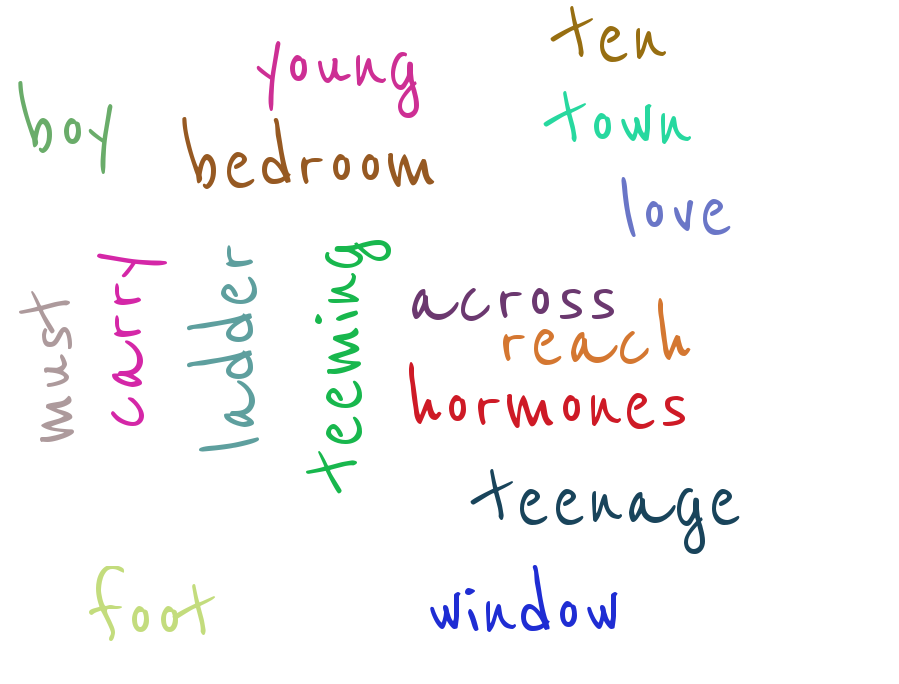 ten
young
boy
town
bedroom
love
must
carry
ladder
teeming
across
reach
hormones
teenage
foot
window